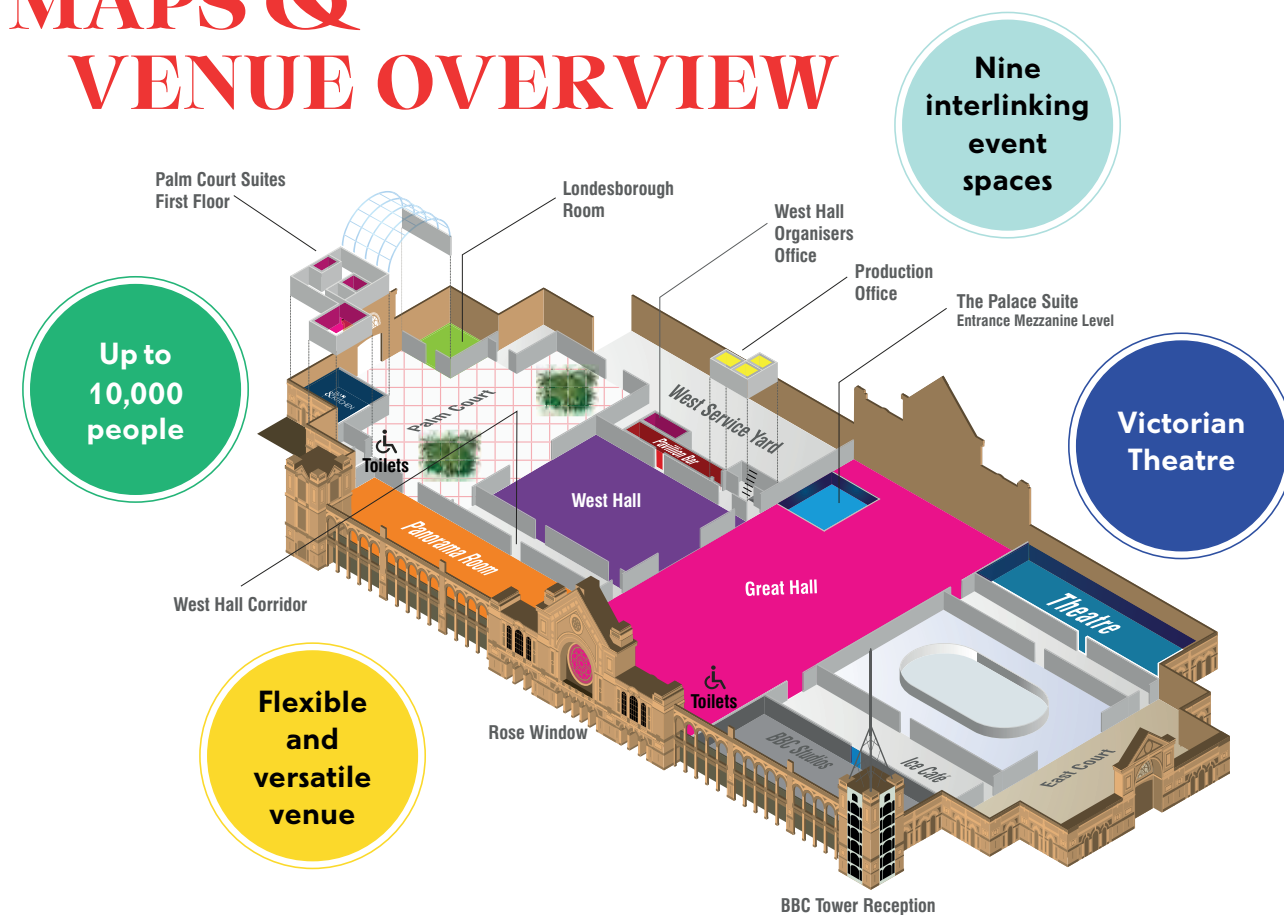 MAPS &
VENUE OVERVIEW
Nine
interlinking
event
spaces
Palm Court Suites
First Floor
Londesborough
Room
West Hall
Organisers
Office
Production
Office
The Palace Suite
Entrance Mezzanine Level
Up to
10,000
people
Victorian
Theatre
&KITCHEN
Palm Court
West Service Yard
Pavillion Bar
Toilets
West Hall
Panorama Room
Great Hall
Theatre
West Hall Corridor
Toilets
Rose Window
BBC Studios
Ice Café
East Court
Flexible
and
versatile
venue
BBC Tower Reception